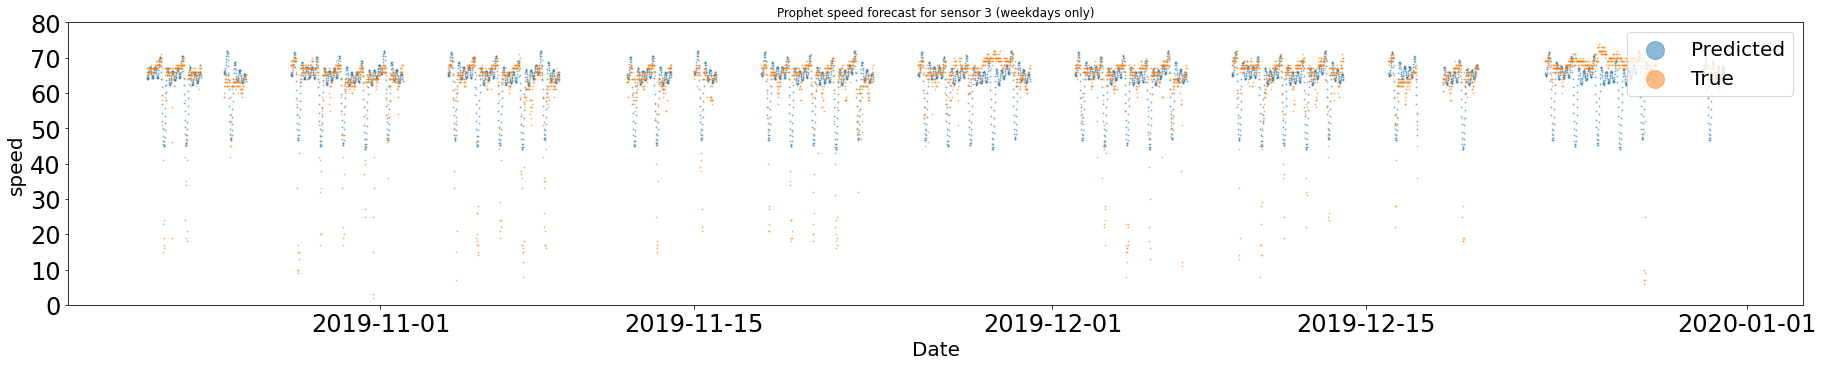 Prophet speed forecast for sensor 3 (weekdays only)
80
70
60
50
40
30
20
10
0
speed
Predicted
True
2019-11-01
2019-11-15
2019-12-01
2019-12-15
2020-01-01
Date